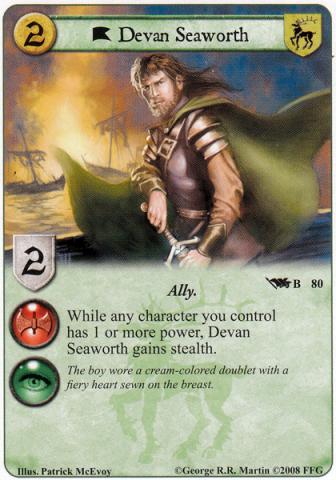 2 Devan Seaworth
2
Ally.
B 80
While any character you control
has 1 or more power, Devan
Seaworth gains stealth.
The boy wore a cream-colored doublet with a
fiery heart sewn on the breast.
Illus. Patrick McEvoy ©George R.R. Martin ©2008 FFG